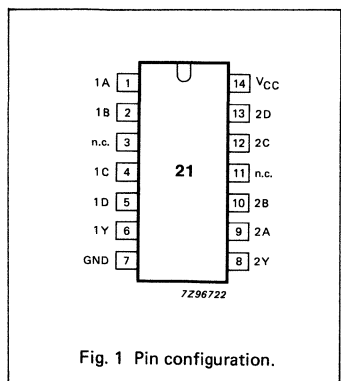 1A 1 14 VCC
1B 2 13 2D
n.c. 3 12 2C
1C 4 21 11 n.c.
1D 5 10 2B
1Y 6 9 2A
GND 7 8 2Y
7Z96722
Fig. 1 Pin configuration.